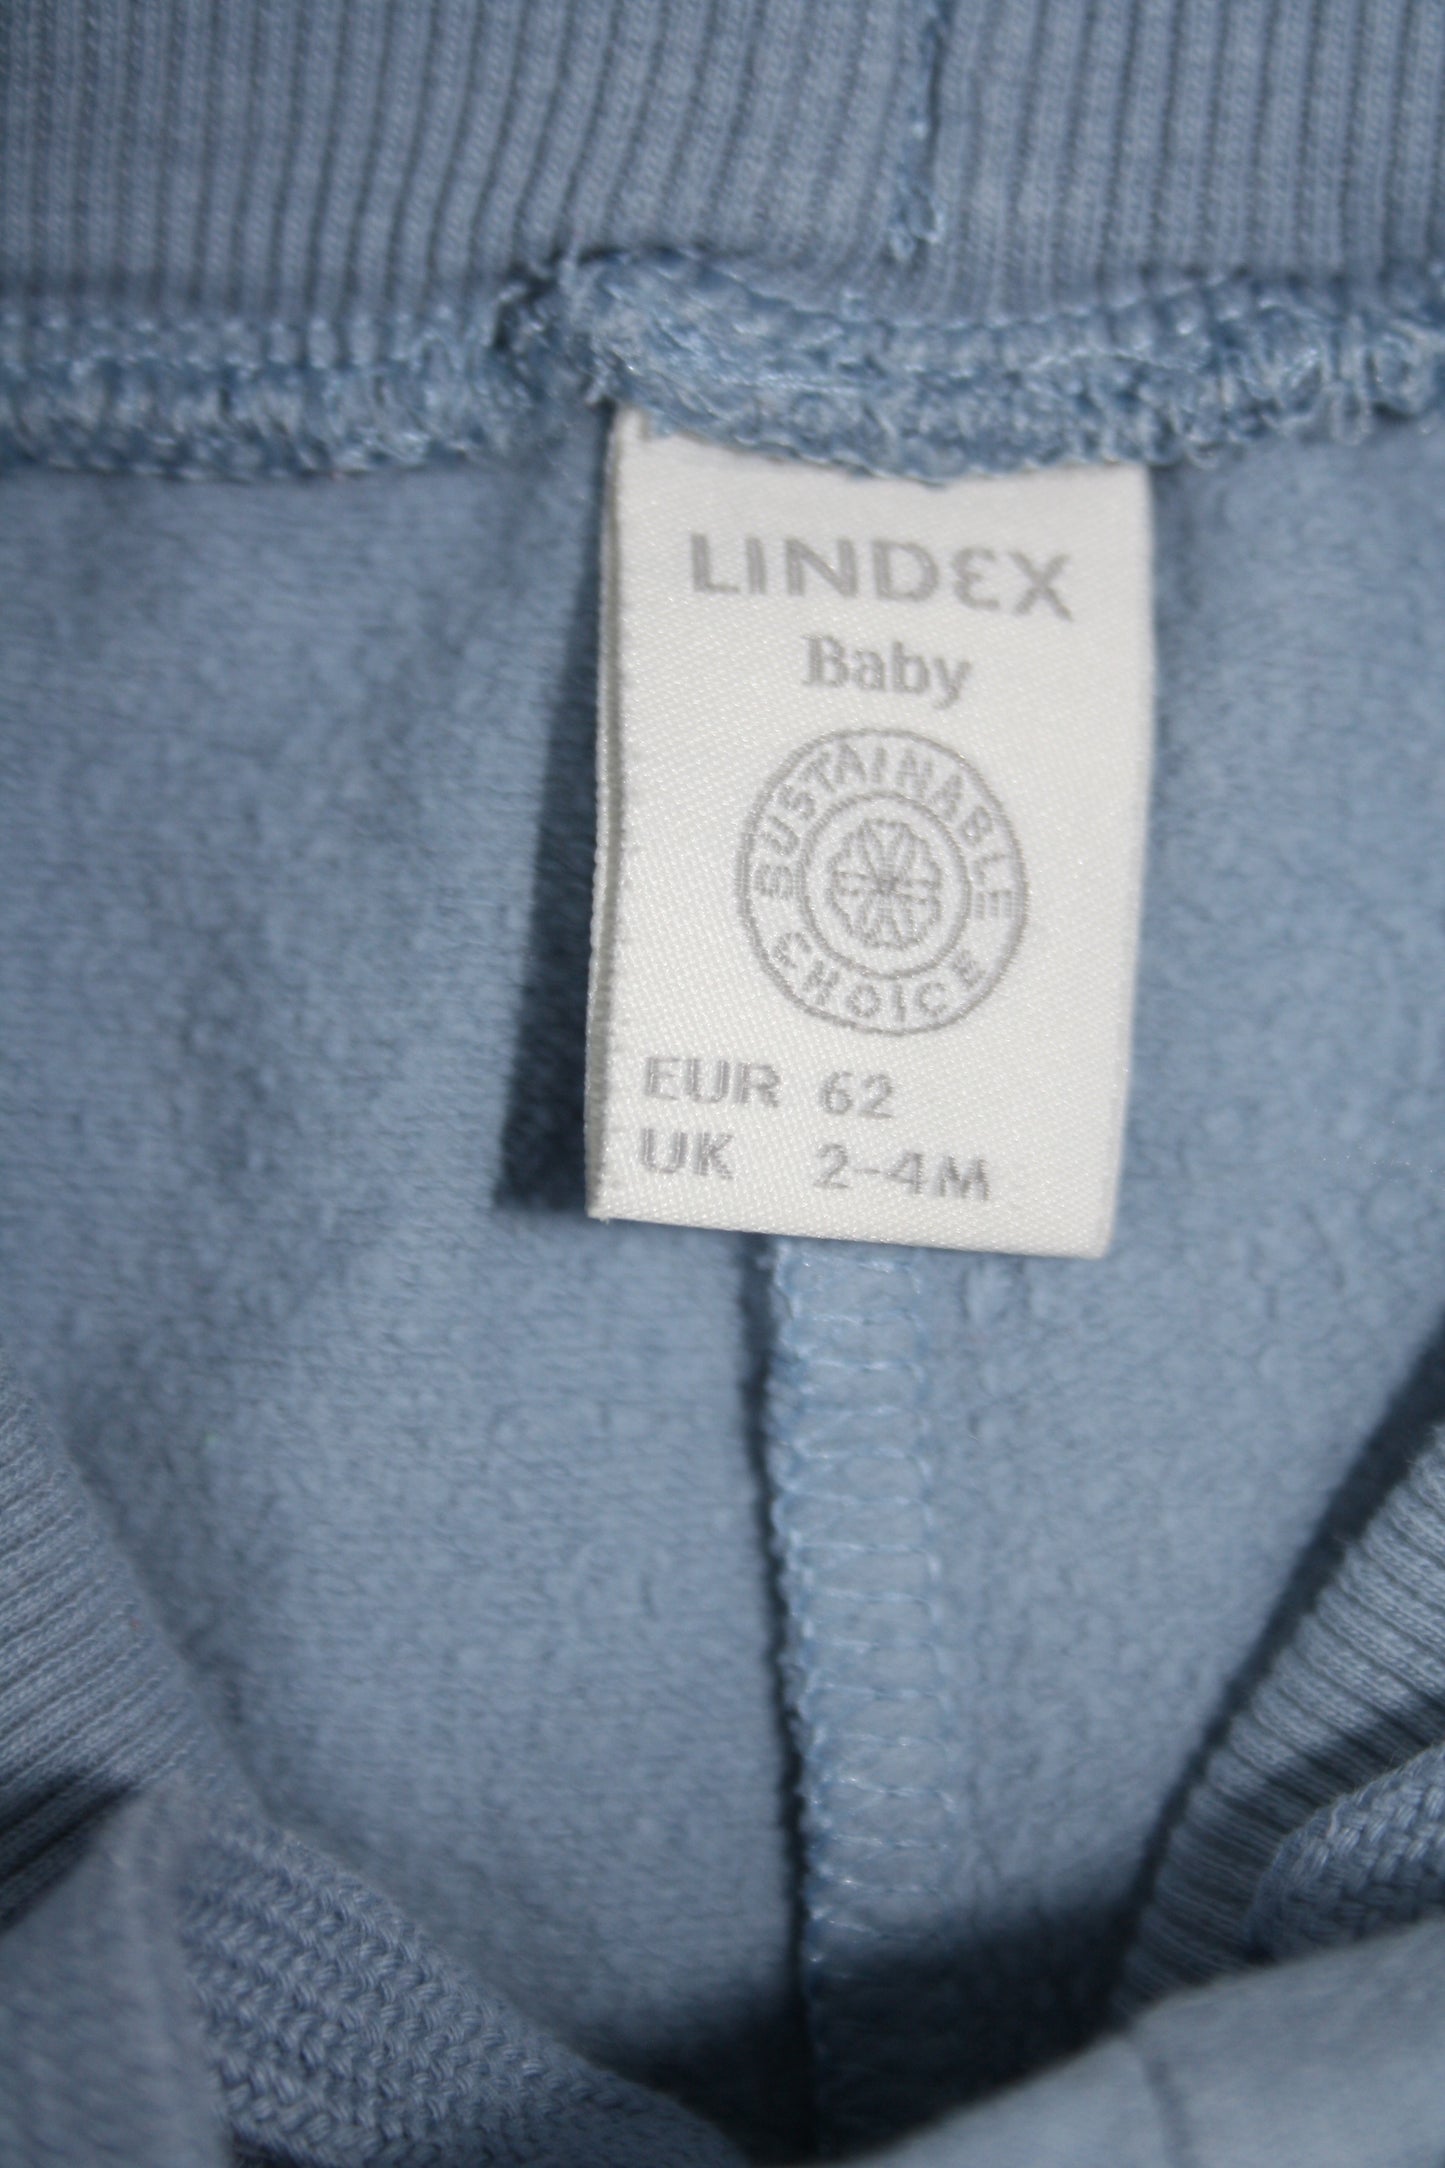 LINDEX
Baby
SUSTAINABLE
CHOICE
EUR 62
UK 2-4M